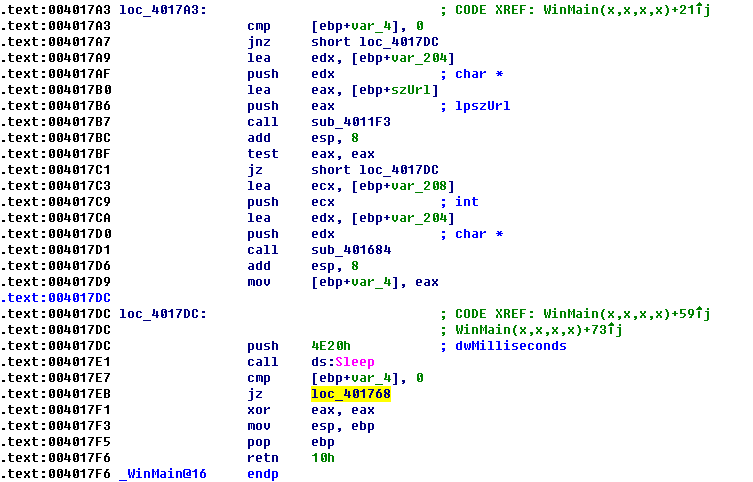 .text:004017A3 loc_4017A3: ; CODE XREF: WinMain(x,x,x,x)+21↑j
.text:004017A3 cmp [ebp+var_4], 0
.text:004017A7 jnz short loc_4017DC
.text:004017A9 lea edx, [ebp+var_204]
.text:004017AF push edx ; char *
.text:004017B0 lea eax, [ebp+szUrl]
.text:004017B6 push eax ; lpszUrl
.text:004017B7 call sub_4011F3
.text:004017BC add esp, 8
.text:004017BF test eax, eax
.text:004017C1 jz short loc_4017DC
.text:004017C3 lea ecx, [ebp+var_208]
.text:004017C9 push ecx ; int
.text:004017CA lea edx, [ebp+var_204]
.text:004017D0 push edx ; char *
.text:004017D1 call sub_401684
.text:004017D6 add esp, 8
.text:004017D9 mov [ebp+var_4], eax
.text:004017DC
.text:004017DC loc_4017DC: ; CODE XREF: WinMain(x,x,x,x)+59↑j
.text:004017DC ; WinMain(x,x,x,x)+73↑j
.text:004017DC push 4E20h ; dwMilliseconds
.text:004017E1 call ds:Sleep
.text:004017E7 cmp [ebp+var_4], 0
.text:004017EB jz loc_401768
.text:004017F1 xor eax, eax
.text:004017F3 mov esp, ebp
.text:004017F5 pop ebp
.text:004017F6 retn 10h
.text:004017F6 _WinMain@16 endp